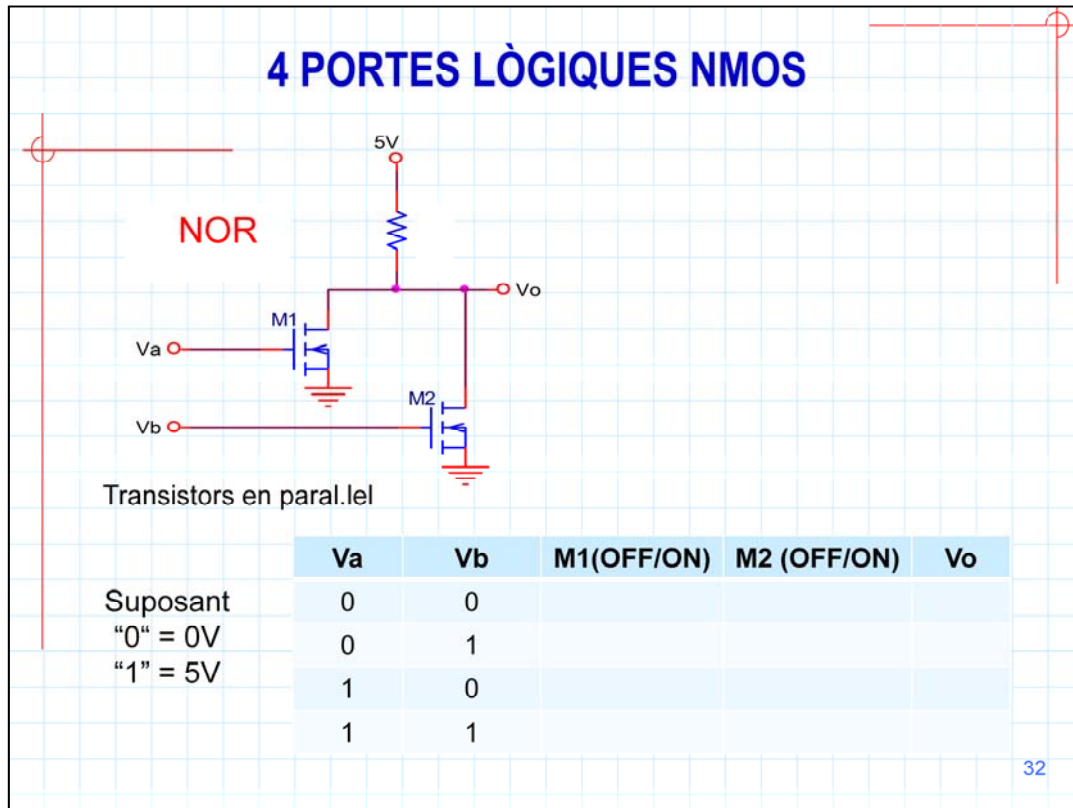 4 PORTES LÒGIQUES NMOS
5V
NOR
Vo
M1
Va
M2
Vb
Transistors en paral.lel
Va Vb M1(OFF/ON) M2 (OFF/ON) Vo
Suposant
“0“ = 0V
“1” = 5V
0 0
0 1
1 0
1 1
32